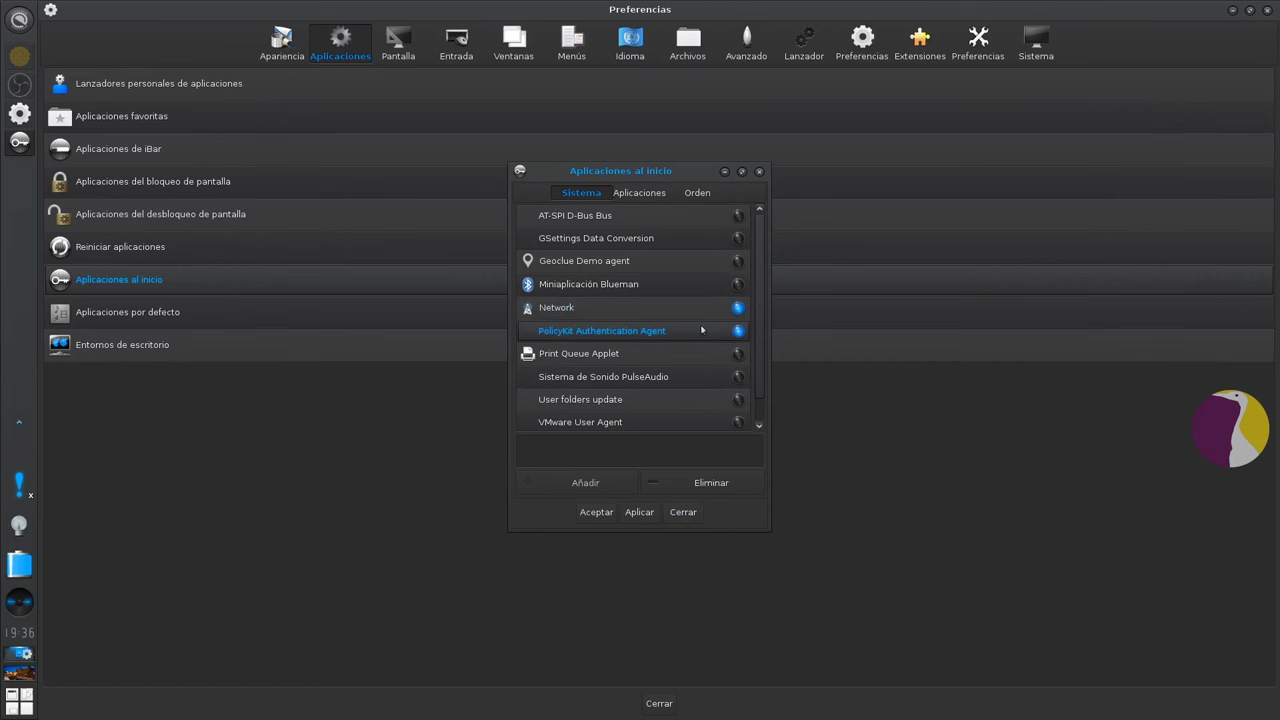 Preferencias
Apariencia
Aplicaciones
Pantalla
Entrada
Ventanas
Menús
Idioma
Archivos
Avanzado
Lanzador
Preferencias
Extensiones
Preferencias
Sistema
Lanzadores personales de aplicaciones
Aplicaciones favoritas
Aplicaciones de iBar
Aplicaciones del bloqueo de pantalla
Aplicaciones del desbloqueo de pantalla
Reiniciar aplicaciones
Aplicaciones al inicio
Aplicaciones por defecto
Entornos de escritorio
Aplicaciones al inicio
Sistema
Aplicaciones
Orden
AT-SPI D-Bus Bus
GSettings Data Conversion
Geoclue Demo agent
Miniaplicación Blueman
Network
PolicyKit Authentication Agent
Print Queue Applet
Sistema de Sonido PulseAudio
User folders update
VMware User Agent
Añadir
Eliminar
Aceptar
Aplicar
Cerrar
x
19:36
Cerrar